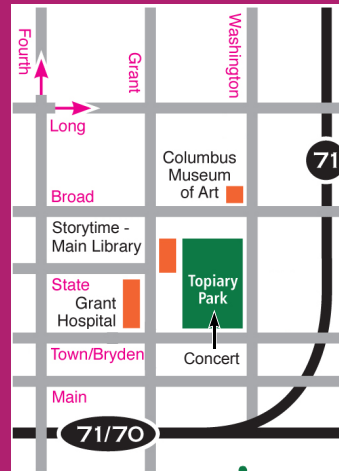 Fourth
Grant
Washington
Long
Columbus
Museum
of Art
71
Broad
Storytime -
Main Library
State
Grant
Hospital
Topiary
Park
Town/Bryden
Concert
Main
71/70